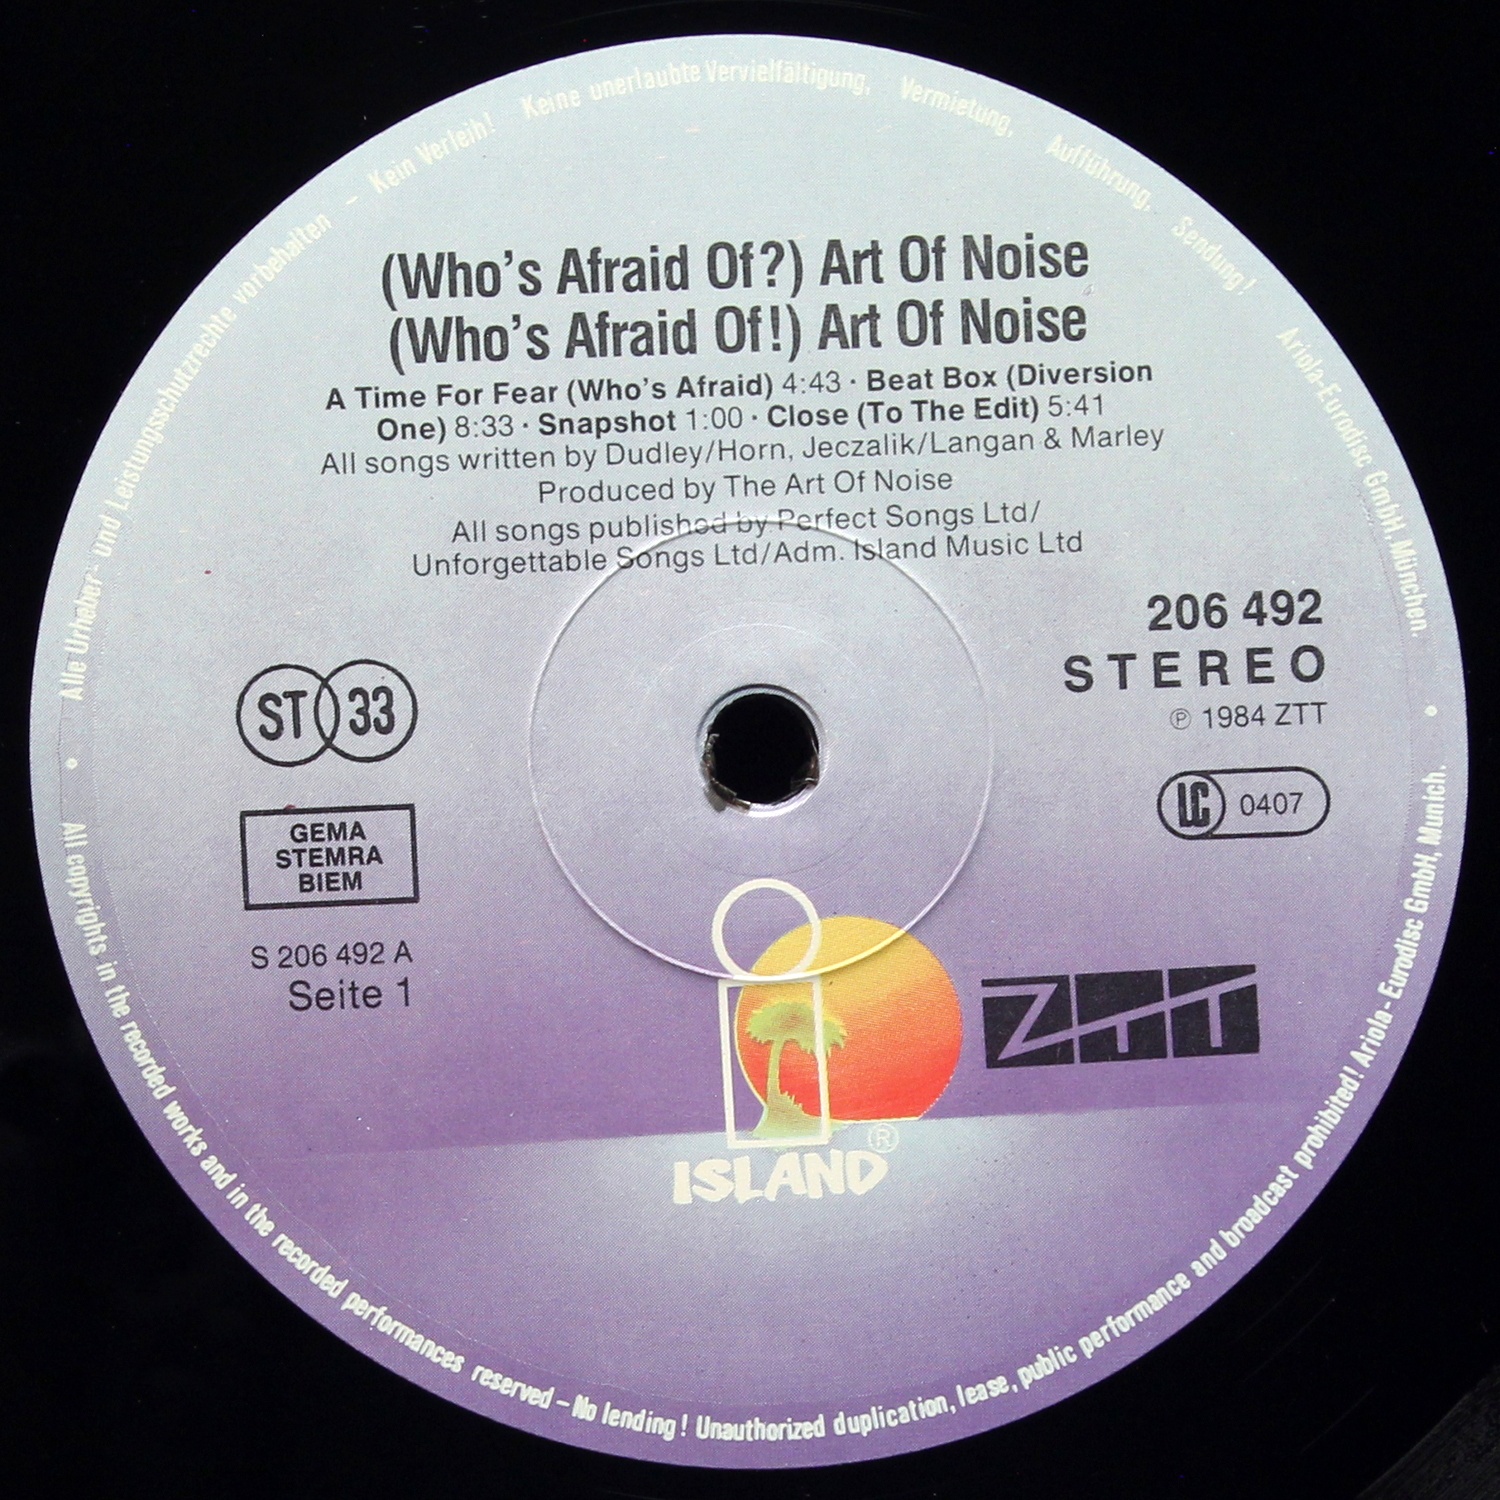 Alle Urheber- und Leistungsschutzrechte vorbehalten – Kein Verleih! Keine unerlaubte Vervielfältigung, Vermietung, Aufführung, Sendung! Ariola-Eurodisc GmbH, München.
(Who's Afraid Of?) Art Of Noise
(Who's Afraid Of!) Art Of Noise
A Time For Fear (Who's Afraid) 4:43 · Beat Box (Diversion
One) 8:33 · Snapshot 1:00 · Close (To The Edit) 5:41
All songs written by Dudley/Horn, Jeczalik/Langan & Marley
Produced by The Art Of Noise
All songs published by Perfect Songs Ltd/
Unforgettable Songs Ltd/Adm. Island Music Ltd
206 492
STEREO
℗ 1984 ZTT
LC 0407
ST 33
GEMA
STEMRA
BIEM
S 206 492 A
Seite 1
ZTT
ISLAND ®
All copyrights in the recorded works and in the recorded performances reserved – No lending! Unauthorized duplication, lease, public performance and broadcast prohibited! Ariola-Eurodisc GmbH, Munich.